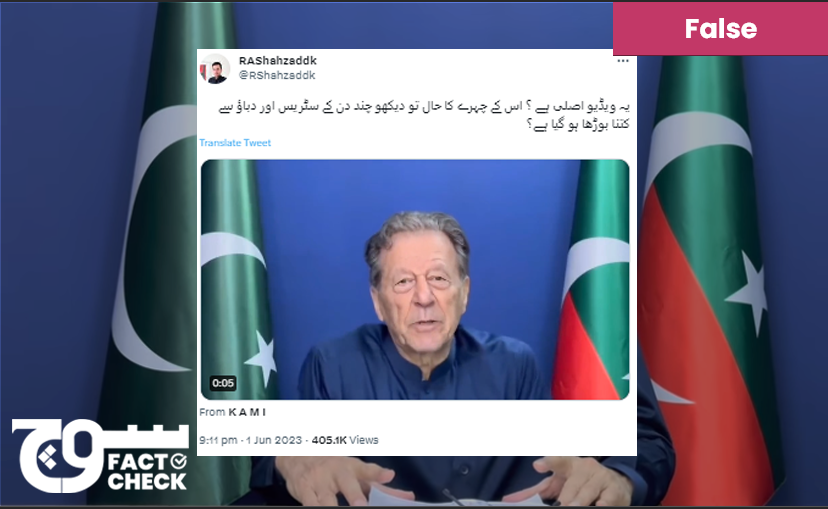 False
RAShahzaddk
@RShahzaddk
یہ ویڈیو اصلی ہے ؟ اس کے چہرے کا حال تو دیکھو چند دن کے سٹریس اور دباؤ سے
کتنا بوڑھا ہو گیا ہے؟
Translate Tweet
0:05
From K A M I
9:11 pm · 1 Jun 2023 · 405.1K Views
سچ
FACT
CHECK